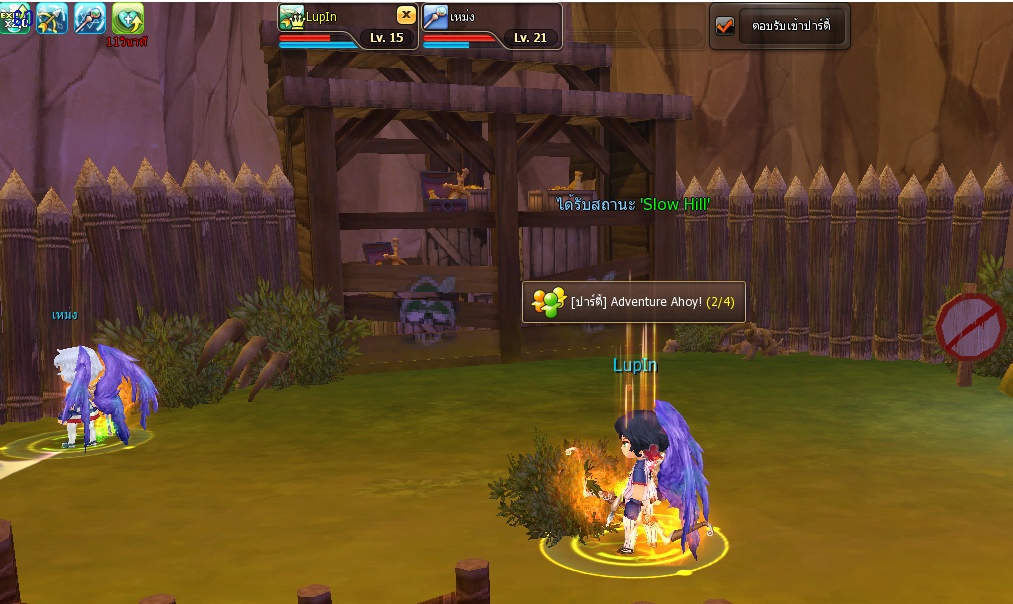 LupIn
Lv. 15
เหม่ง
Lv. 21
ตอบรับเข้าปาร์ตี้
11วินาที
ได้รับสถานะ 'Slow Hill'
[ปาร์ตี้] Adventure Ahoy! (2/4)
เหม่ง
LupIn